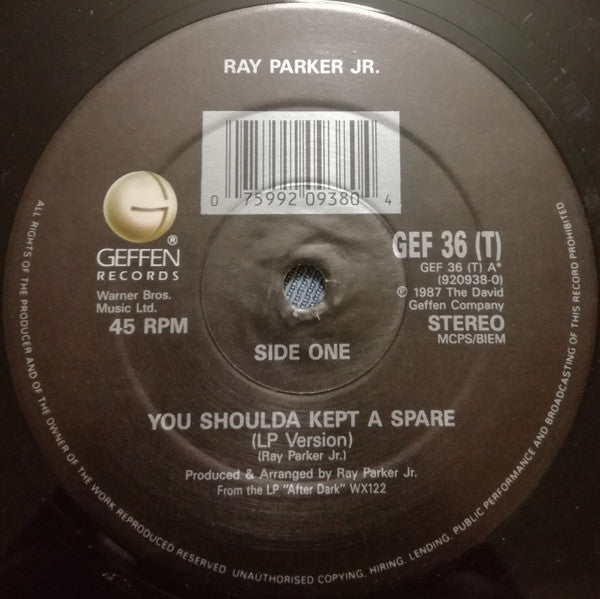 RAY PARKER JR.
0 75992 09380 4
G
GEFFEN ®
RECORDS
Warner Bros.
Music Ltd.
45 RPM
GEF 36 (T)
GEF 36 (T) A*
(920938-0)
℗ 1987 The David
Geffen Company
STEREO
MCPS/BIEM
SIDE ONE
YOU SHOULDA KEPT A SPARE
(LP Version)
(Ray Parker Jr.)
Produced & Arranged by Ray Parker Jr.
From the LP "After Dark" WX122
ALL RIGHTS OF THE PRODUCER AND OF THE OWNER OF THE WORK REPRODUCED RESERVED UNAUTHORISED COPYING, HIRING, LENDING, PUBLIC PERFORMANCE AND BROADCASTING OF THIS RECORD PROHIBITED